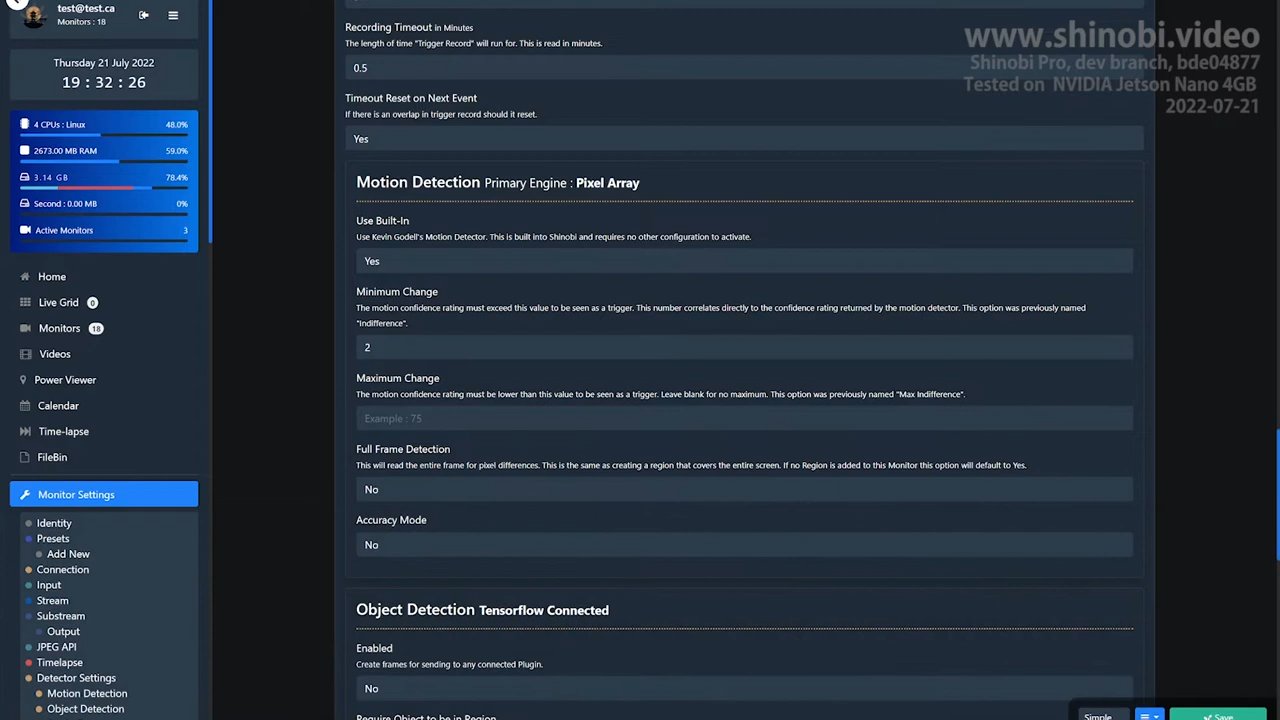 test@test.ca
Monitors : 18
Thursday 21 July 2022
19 : 32 : 26
4 CPUs : Linux 48.0%
2673.00 MB RAM 59.0%
3.14 GB 78.4%
Second : 0.00 MB 0%
Active Monitors 3
Home
Live Grid 0
Monitors 18
Videos
Power Viewer
Calendar
Time-lapse
FileBin
Monitor Settings
Identity
Presets
Add New
Connection
Input
Stream
Substream
Output
JPEG API
Timelapse
Detector Settings
Motion Detection
Object Detection
www.shinobi.video
Shinobi Pro, dev branch, bde04877
Tested on NVIDIA Jetson Nano 4GB
2022-07-21
Recording Timeout in Minutes
The length of time "Trigger Record" will run for. This is read in minutes.
0.5
Timeout Reset on Next Event
If there is an overlap in trigger record should it reset.
Yes
Motion Detection Primary Engine : Pixel Array
Use Built-In
Use Kevin Godell's Motion Detector. This is built into Shinobi and requires no other configuration to activate.
Yes
Minimum Change
The motion confidence rating must exceed this value to be seen as a trigger. This number correlates directly to the confidence rating returned by the motion detector. This option was previously named
"Indifference".
2
Maximum Change
The motion confidence rating must be lower than this value to be seen as a trigger. Leave blank for no maximum. This option was previously named "Max Indifference".
Example : 75
Full Frame Detection
This will read the entire frame for pixel differences. This is the same as creating a region that covers the entire screen. If no Region is added to this Monitor this option will default to Yes.
No
Accuracy Mode
No
Object Detection Tensorflow Connected
Enabled
Create frames for sending to any connected Plugin.
No
Require Object to be in Region
Simple
Save